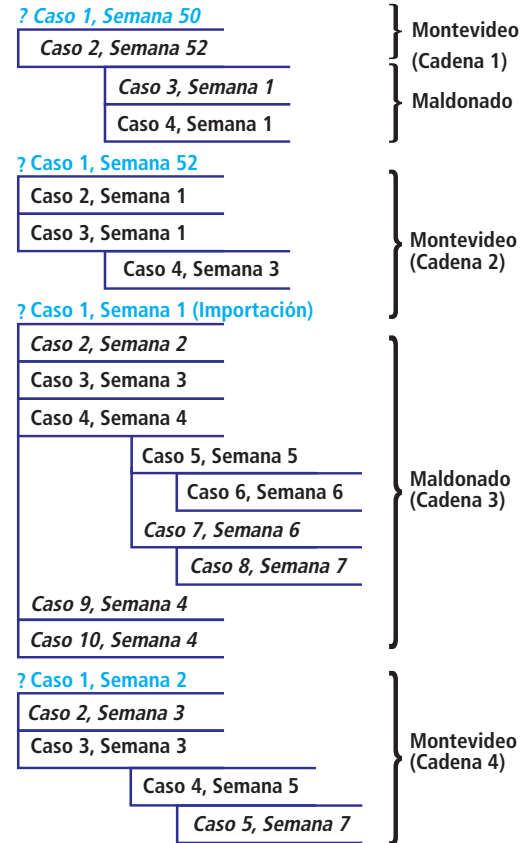 ? Caso 1, Semana 50
Caso 2, Semana 52
Caso 3, Semana 1
Caso 4, Semana 1
Montevideo
(Cadena 1)
Maldonado
? Caso 1, Semana 52
Caso 2, Semana 1
Caso 3, Semana 1
Caso 4, Semana 3
Montevideo
(Cadena 2)
? Caso 1, Semana 1 (Importación)
Caso 2, Semana 2
Caso 3, Semana 3
Caso 4, Semana 4
Caso 5, Semana 5
Caso 6, Semana 6
Caso 7, Semana 6
Caso 8, Semana 7
Caso 9, Semana 4
Caso 10, Semana 4
Maldonado
(Cadena 3)
? Caso 1, Semana 2
Caso 2, Semana 3
Caso 3, Semana 3
Caso 4, Semana 5
Caso 5, Semana 7
Montevideo
(Cadena 4)